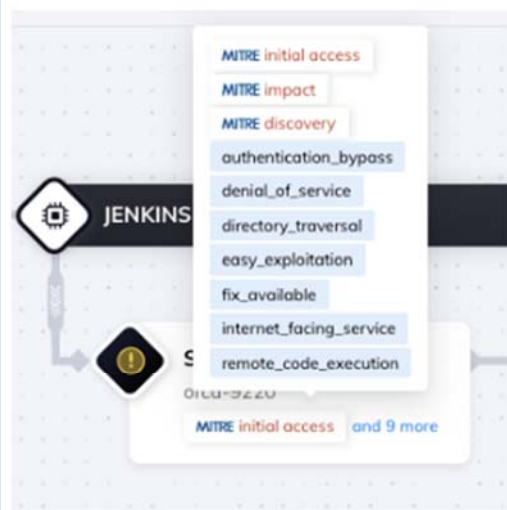 MITRE initial access
MITRE impact
MITRE discovery
authentication_bypass
denial_of_service
JENKINS
directory_traversal
easy_exploitation
fix_available
internet_facing_service
remote_code_execution
orca-9220
MITRE initial access and 9 more